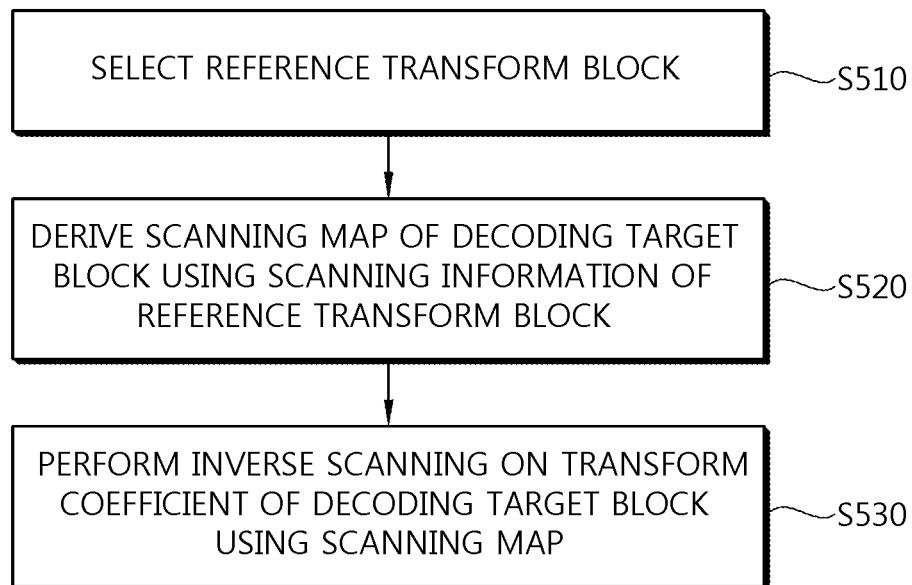 SELECT REFERENCE TRANSFORM BLOCK
S510
DERIVE SCANNING MAP OF DECODING TARGET
BLOCK USING SCANNING INFORMATION OF
REFERENCE TRANSFORM BLOCK
S520
PERFORM INVERSE SCANNING ON TRANSFORM
COEFFICIENT OF DECODING TARGET BLOCK
USING SCANNING MAP
S530